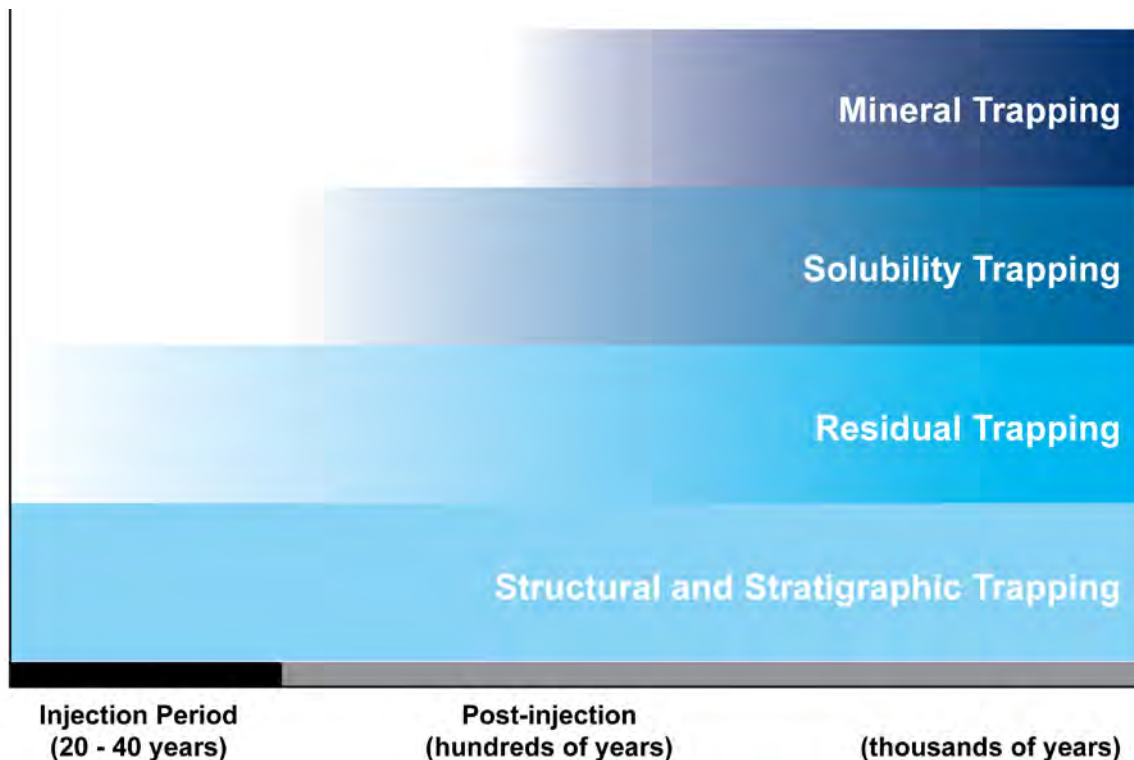 Mineral Trapping
Solubility Trapping
Residual Trapping
Structural and Stratigraphic Trapping
Injection Period
(20 - 40 years)
Post-injection
(hundreds of years)
(thousands of years)